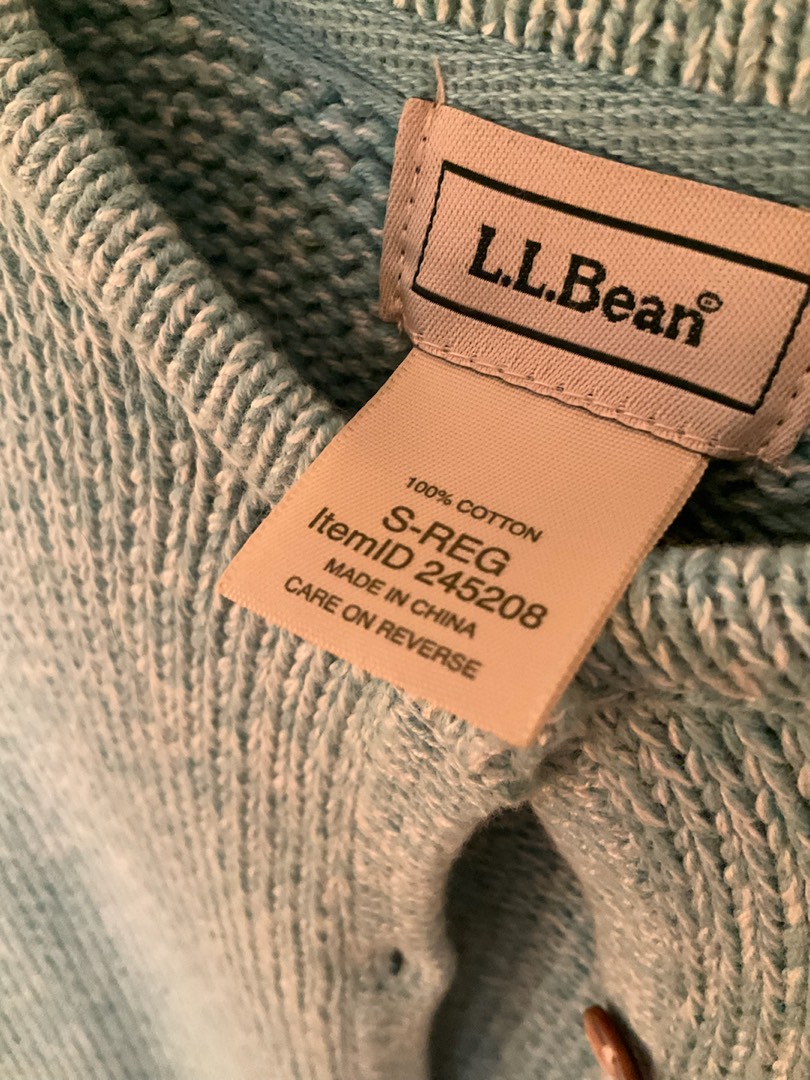 L.L.Bean®
100% COTTON
S-REG
ItemID 245208
MADE IN CHINA
CARE ON REVERSE